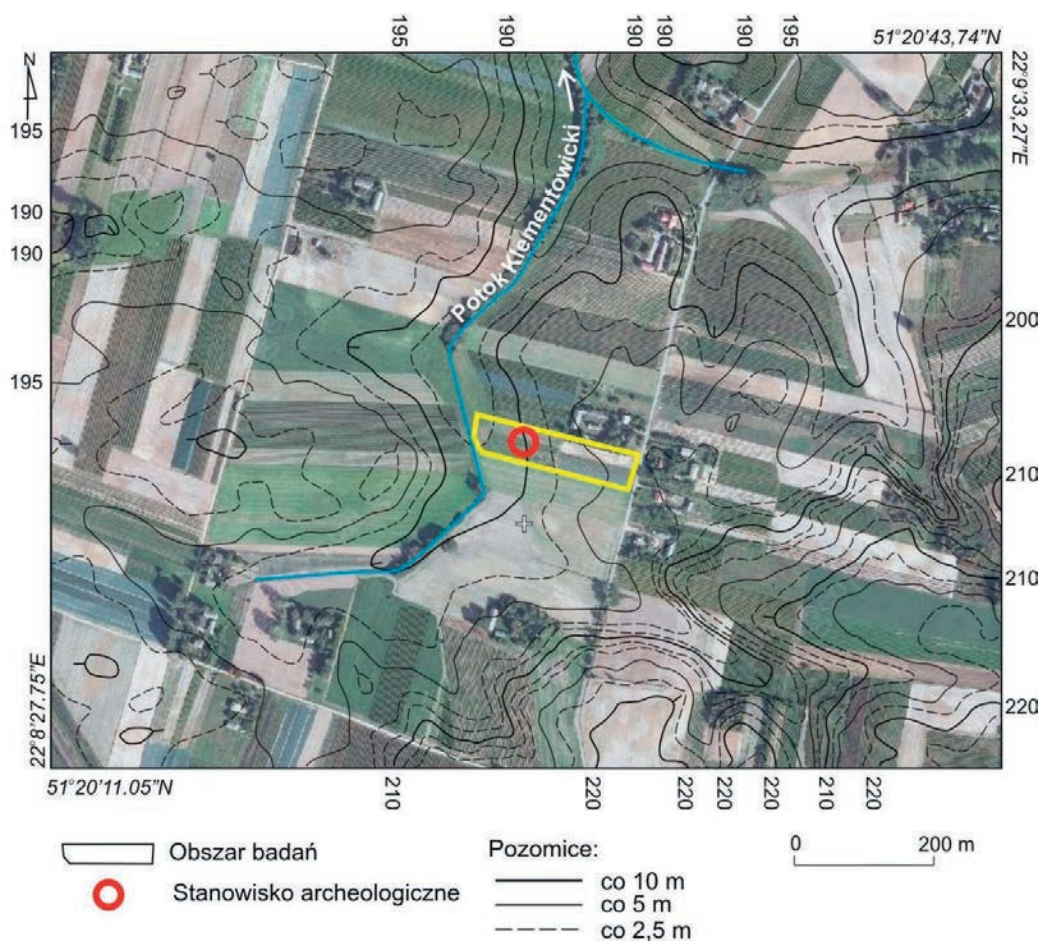 195
190
190
190
190
195
51°20'43,74"N
22°9'33,27"E
N
195
190
190
195
200
210
210
220
Potok Klementowicki
22°8'27.75"E
51°20'11.05"N
210
220
220
220
220
210
220
0
200 m
Obszar badań
Stanowisko archeologiczne
Pozomice:
co 10 m
co 5 m
co 2,5 m